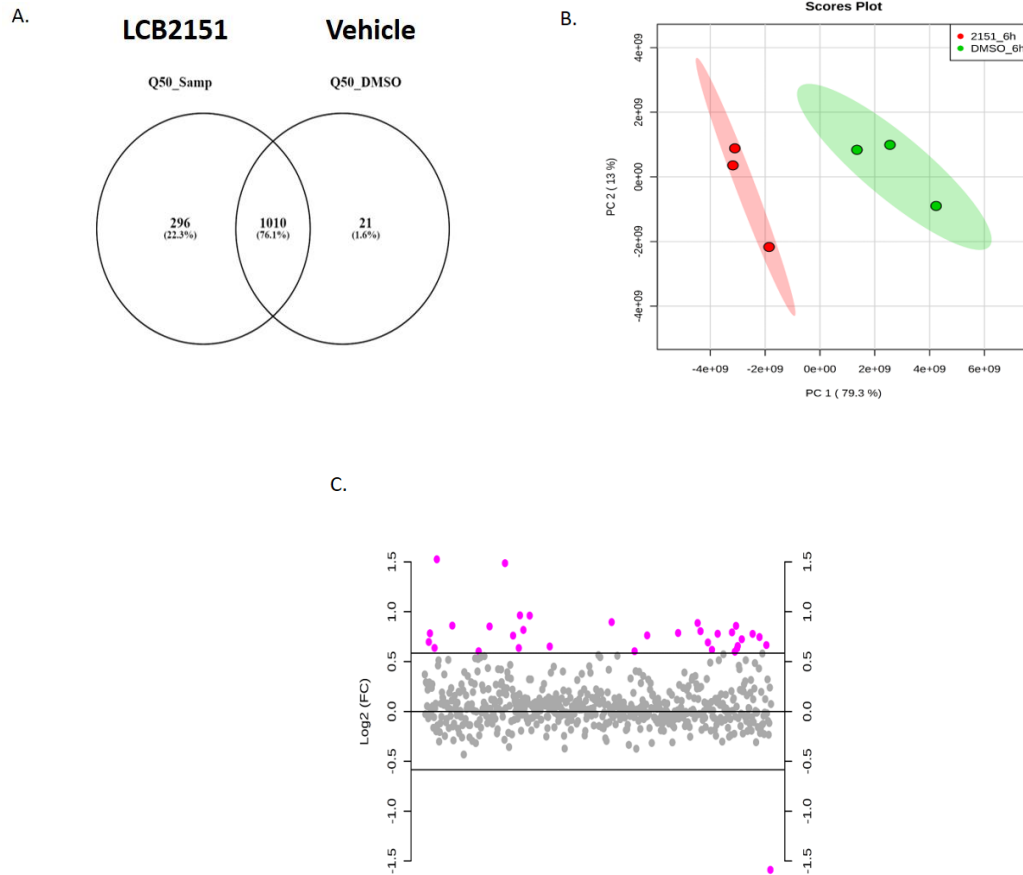 A.
LCB2151
Vehicle
Q50_Samp
Q50_DMSO
296
(22.3%)
1010
(76.1%)
21
(1.6%)
B.
Scores Plot
2151_6h
DMSO_6h
PC 2 ( 13 %)
4e+09
2e+09
0e+00
-2e+09
-4e+09
-4e+09
-2e+09
0e+00
2e+09
4e+09
6e+09
PC 1 ( 79.3 %)
C.
Log2 (FC)
1.5
1.0
0.5
0.0
-0.5
-1.0
-1.5
1.5
1.0
0.5
0.0
-0.5
-1.0
-1.5